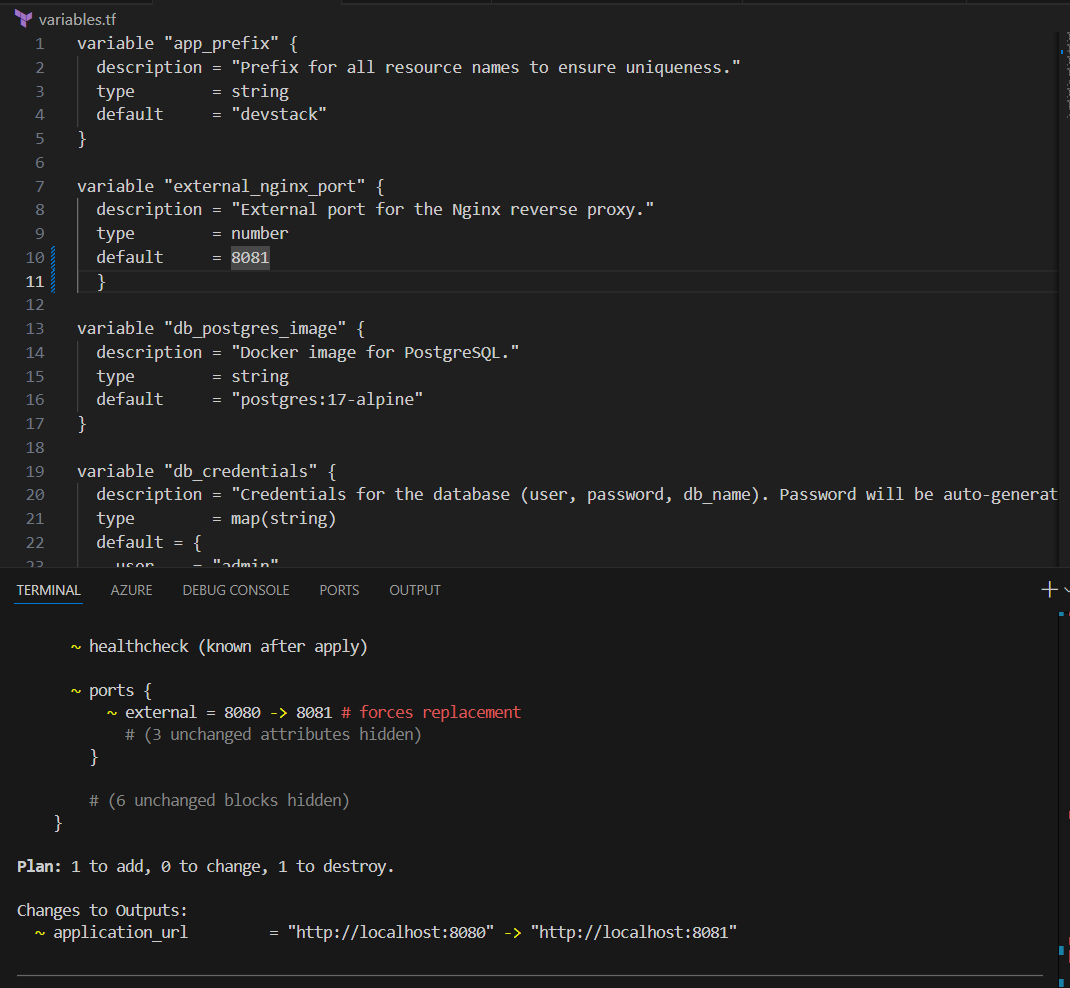 variables.tf
1 variable "app_prefix" {
2 description = "Prefix for all resource names to ensure uniqueness."
3 type = string
4 default = "devstack"
5 }
6
7 variable "external_nginx_port" {
8 description = "External port for the Nginx reverse proxy."
9 type = number
10 default = 8081
11 }
12
13 variable "db_postgres_image" {
14 description = "Docker image for PostgreSQL."
15 type = string
16 default = "postgres:17-alpine"
17 }
18
19 variable "db_credentials" {
20 description = "Credentials for the database (user, password, db_name). Password will be auto-generat
21 type = map(string)
22 default = {
23 user = "admin"
TERMINAL AZURE DEBUG CONSOLE PORTS OUTPUT
~ healthcheck (known after apply)
~ ports {
~ external = 8080 -> 8081 # forces replacement
# (3 unchanged attributes hidden)
}
# (6 unchanged blocks hidden)
}
Plan: 1 to add, 0 to change, 1 to destroy.
Changes to Outputs:
~ application_url = "http://localhost:8080" -> "http://localhost:8081"